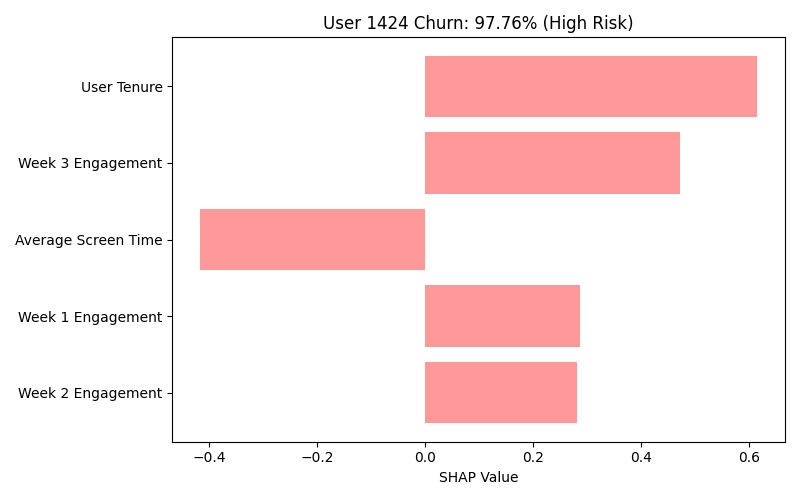 User 1424 Churn: 97.76% (High Risk)
User Tenure
Week 3 Engagement
Average Screen Time
Week 1 Engagement
Week 2 Engagement
−0.4 −0.2 0.0 0.2 0.4 0.6
SHAP Value